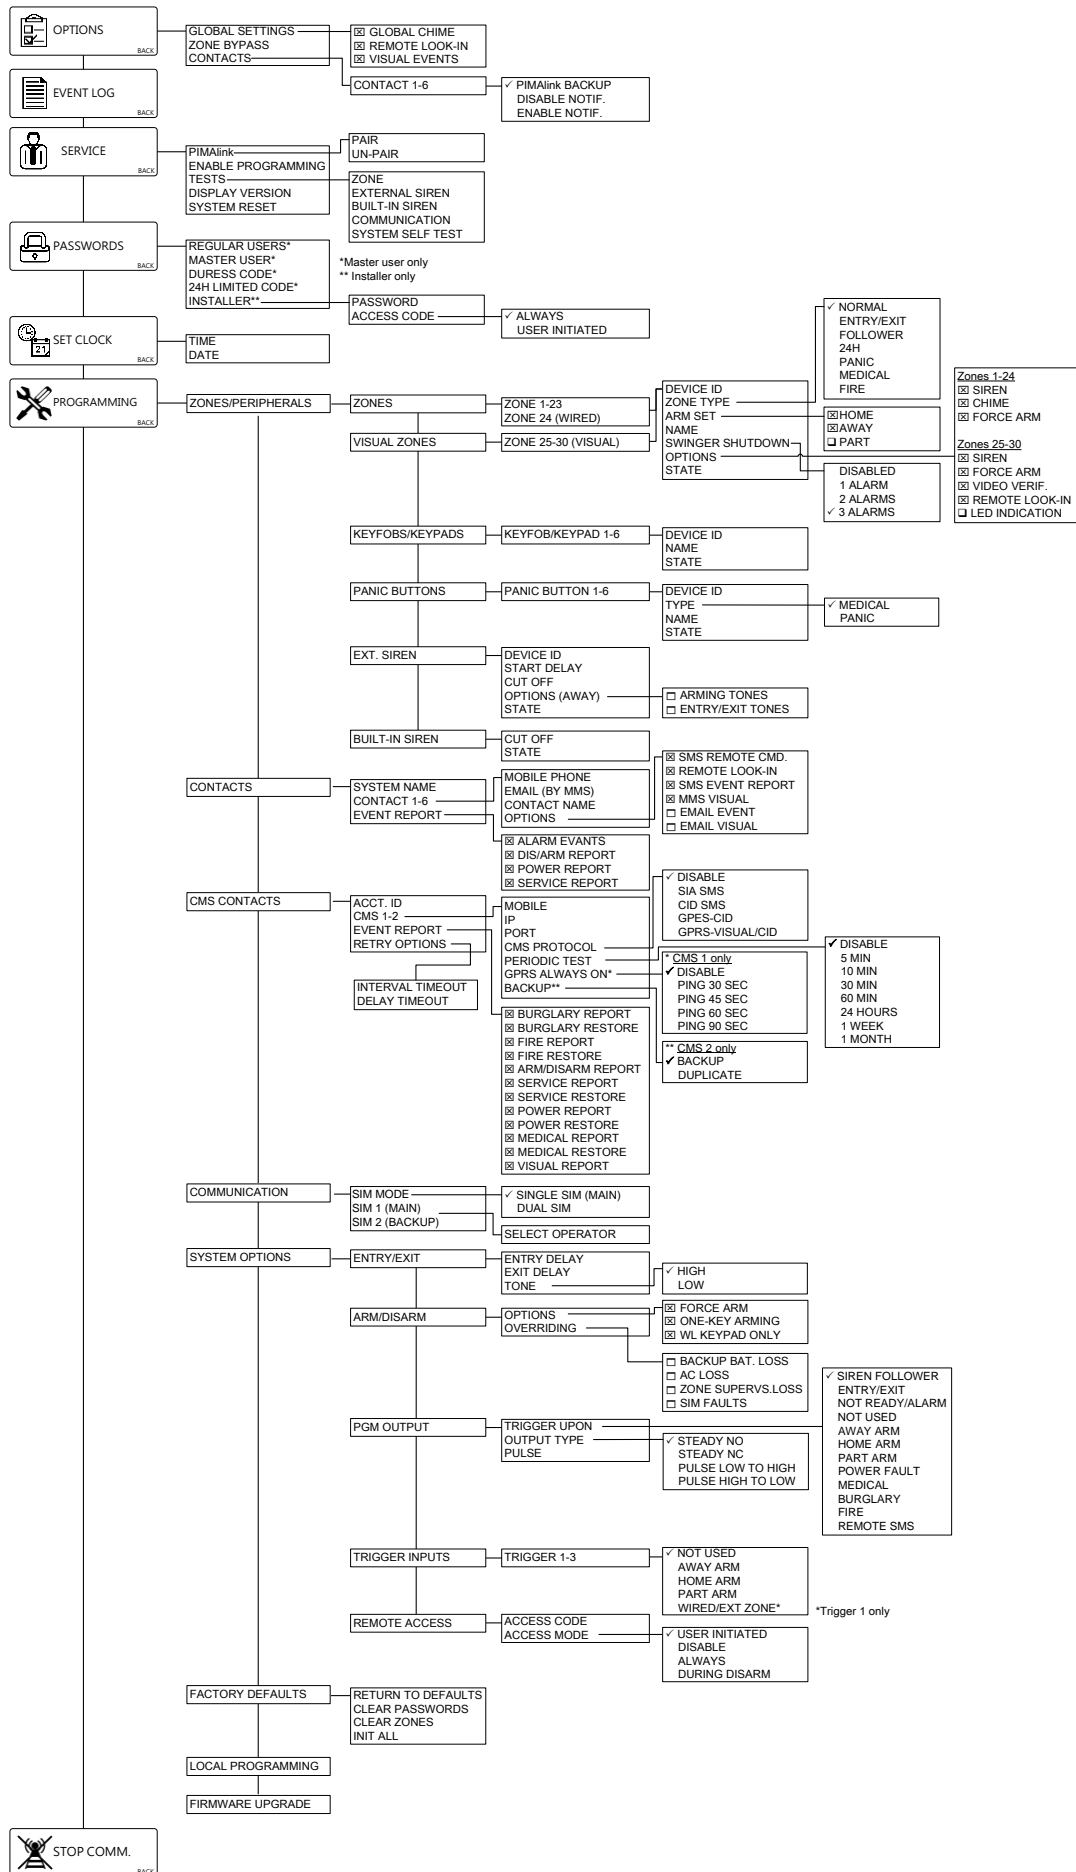 OPTIONS
BACK
GLOBAL SETTINGS
ZONE BYPASS
CONTACTS
☒ GLOBAL CHIME
☒ REMOTE LOOK-IN
☒ VISUAL EVENTS
CONTACT 1-6
✓ PIMAlink BACKUP
DISABLE NOTIF.
ENABLE NOTIF.
EVENT LOG
BACK
SERVICE
BACK
PIMAlink
ENABLE PROGRAMMING
TESTS
DISPLAY VERSION
SYSTEM RESET
PAIR
UN-PAIR
ZONE
EXTERNAL SIREN
BUILT-IN SIREN
COMMUNICATION
SYSTEM SELF TEST
PASSWORDS
BACK
REGULAR USERS*
MASTER USER*
DURESS CODE*
24H LIMITED CODE*
INSTALLER**
*Master user only
** Installer only
PASSWORD
ACCESS CODE
✓ ALWAYS
USER INITIATED
SET CLOCK
21
BACK
TIME
DATE
PROGRAMMING
BACK
ZONES/PERIPHERALS
ZONES
ZONE 1-23
ZONE 24 (WIRED)
VISUAL ZONES
ZONE 25-30 (VISUAL)
DEVICE ID
ZONE TYPE
ARM SET
NAME
SWINGER SHUTDOWN
OPTIONS
STATE
✓ NORMAL
ENTRY/EXIT
FOLLOWER
24H
PANIC
MEDICAL
FIRE
☒ HOME
☒ AWAY
☐ PART
DISABLED
1 ALARM
2 ALARMS
✓ 3 ALARMS
Zones 1-24
☒ SIREN
☒ CHIME
☒ FORCE ARM
Zones 25-30
☒ SIREN
☒ FORCE ARM
☒ VIDEO VERIF.
☒ REMOTE LOOK-IN
☐ LED INDICATION
KEYFOBS/KEYPADS
KEYFOB/KEYPAD 1-6
DEVICE ID
NAME
STATE
PANIC BUTTONS
PANIC BUTTON 1-6
DEVICE ID
TYPE
NAME
STATE
✓ MEDICAL
PANIC
EXT. SIREN
DEVICE ID
START DELAY
CUT OFF
OPTIONS (AWAY)
STATE
☐ ARMING TONES
☐ ENTRY/EXIT TONES
BUILT-IN SIREN
CUT OFF
STATE
CONTACTS
SYSTEM NAME
CONTACT 1-6
EVENT REPORT
MOBILE PHONE
EMAIL (BY MMS)
CONTACT NAME
OPTIONS
☒ SMS REMOTE CMD.
☒ REMOTE LOOK-IN
☒ SMS EVENT REPORT
☒ MMS VISUAL
☐ EMAIL EVENT
☐ EMAIL VISUAL
☒ ALARM EVANTS
☒ DIS/ARM REPORT
☒ POWER REPORT
☒ SERVICE REPORT
CMS CONTACTS
ACCT. ID
CMS 1-2
EVENT REPORT
RETRY OPTIONS
INTERVAL TIMEOUT
DELAY TIMEOUT
MOBILE
IP
PORT
CMS PROTOCOL
PERIODIC TEST
GPRS ALWAYS ON*
BACKUP**
✓ DISABLE
SIA SMS
CID SMS
GPES-CID
GPRS-VISUAL/CID
* CMS 1 only
✓ DISABLE
PING 30 SEC
PING 45 SEC
PING 60 SEC
PING 90 SEC
** CMS 2 only
✓ BACKUP
DUPLICATE
✓ DISABLE
5 MIN
10 MIN
30 MIN
60 MIN
24 HOURS
1 WEEK
1 MONTH
☒ BURGLARY REPORT
☒ BURGLARY RESTORE
☒ FIRE REPORT
☒ FIRE RESTORE
☒ ARM/DISARM REPORT
☒ SERVICE REPORT
☒ SERVICE RESTORE
☒ POWER REPORT
☒ POWER RESTORE
☒ MEDICAL REPORT
☒ MEDICAL RESTORE
☒ VISUAL REPORT
COMMUNICATION
SIM MODE
SIM 1 (MAIN)
SIM 2 (BACKUP)
✓ SINGLE SIM (MAIN)
DUAL SIM
SELECT OPERATOR
SYSTEM OPTIONS
ENTRY/EXIT
ENTRY DELAY
EXIT DELAY
TONE
✓ HIGH
LOW
ARM/DISARM
OPTIONS
OVERRIDING
☒ FORCE ARM
☒ ONE-KEY ARMING
☒ WL KEYPAD ONLY
☐ BACKUP BAT. LOSS
☐ AC LOSS
☐ ZONE SUPERVS.LOSS
☐ SIM FAULTS
PGM OUTPUT
TRIGGER UPON
OUTPUT TYPE
PULSE
✓ STEADY NO
STEADY NC
PULSE LOW TO HIGH
PULSE HIGH TO LOW
✓ SIREN FOLLOWER
ENTRY/EXIT
NOT READY/ALARM
NOT USED
AWAY ARM
HOME ARM
PART ARM
POWER FAULT
MEDICAL
BURGLARY
FIRE
REMOTE SMS
TRIGGER INPUTS
TRIGGER 1-3
✓ NOT USED
AWAY ARM
HOME ARM
PART ARM
WIRED/EXT ZONE*
*Trigger 1 only
REMOTE ACCESS
ACCESS CODE
ACCESS MODE
✓ USER INITIATED
DISABLE
ALWAYS
DURING DISARM
FACTORY DEFAULTS
RETURN TO DEFAULTS
CLEAR PASSWORDS
CLEAR ZONES
INIT ALL
LOCAL PROGRAMMING
FIRMWARE UPGRADE
STOP COMM.
BACK